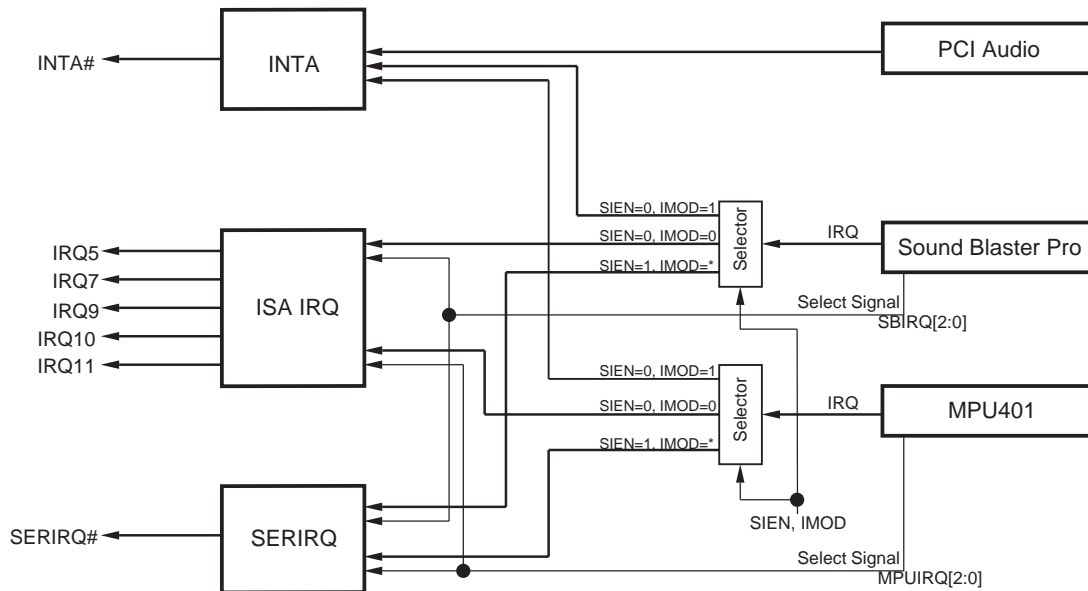 PCI Audio
INTA
INTA#
SIEN=0, IMOD=1
SIEN=0, IMOD=0
SIEN=1, IMOD=*
Selector
IRQ
Sound Blaster Pro
Select Signal
SBIRQ[2:0]
IRQ5
IRQ7
IRQ9
IRQ10
IRQ11
ISA IRQ
SIEN=0, IMOD=1
SIEN=0, IMOD=0
SIEN=1, IMOD=*
Selector
IRQ
MPU401
SIEN, IMOD
SERIRQ#
SERIRQ
Select Signal
MPUIRQ[2:0]